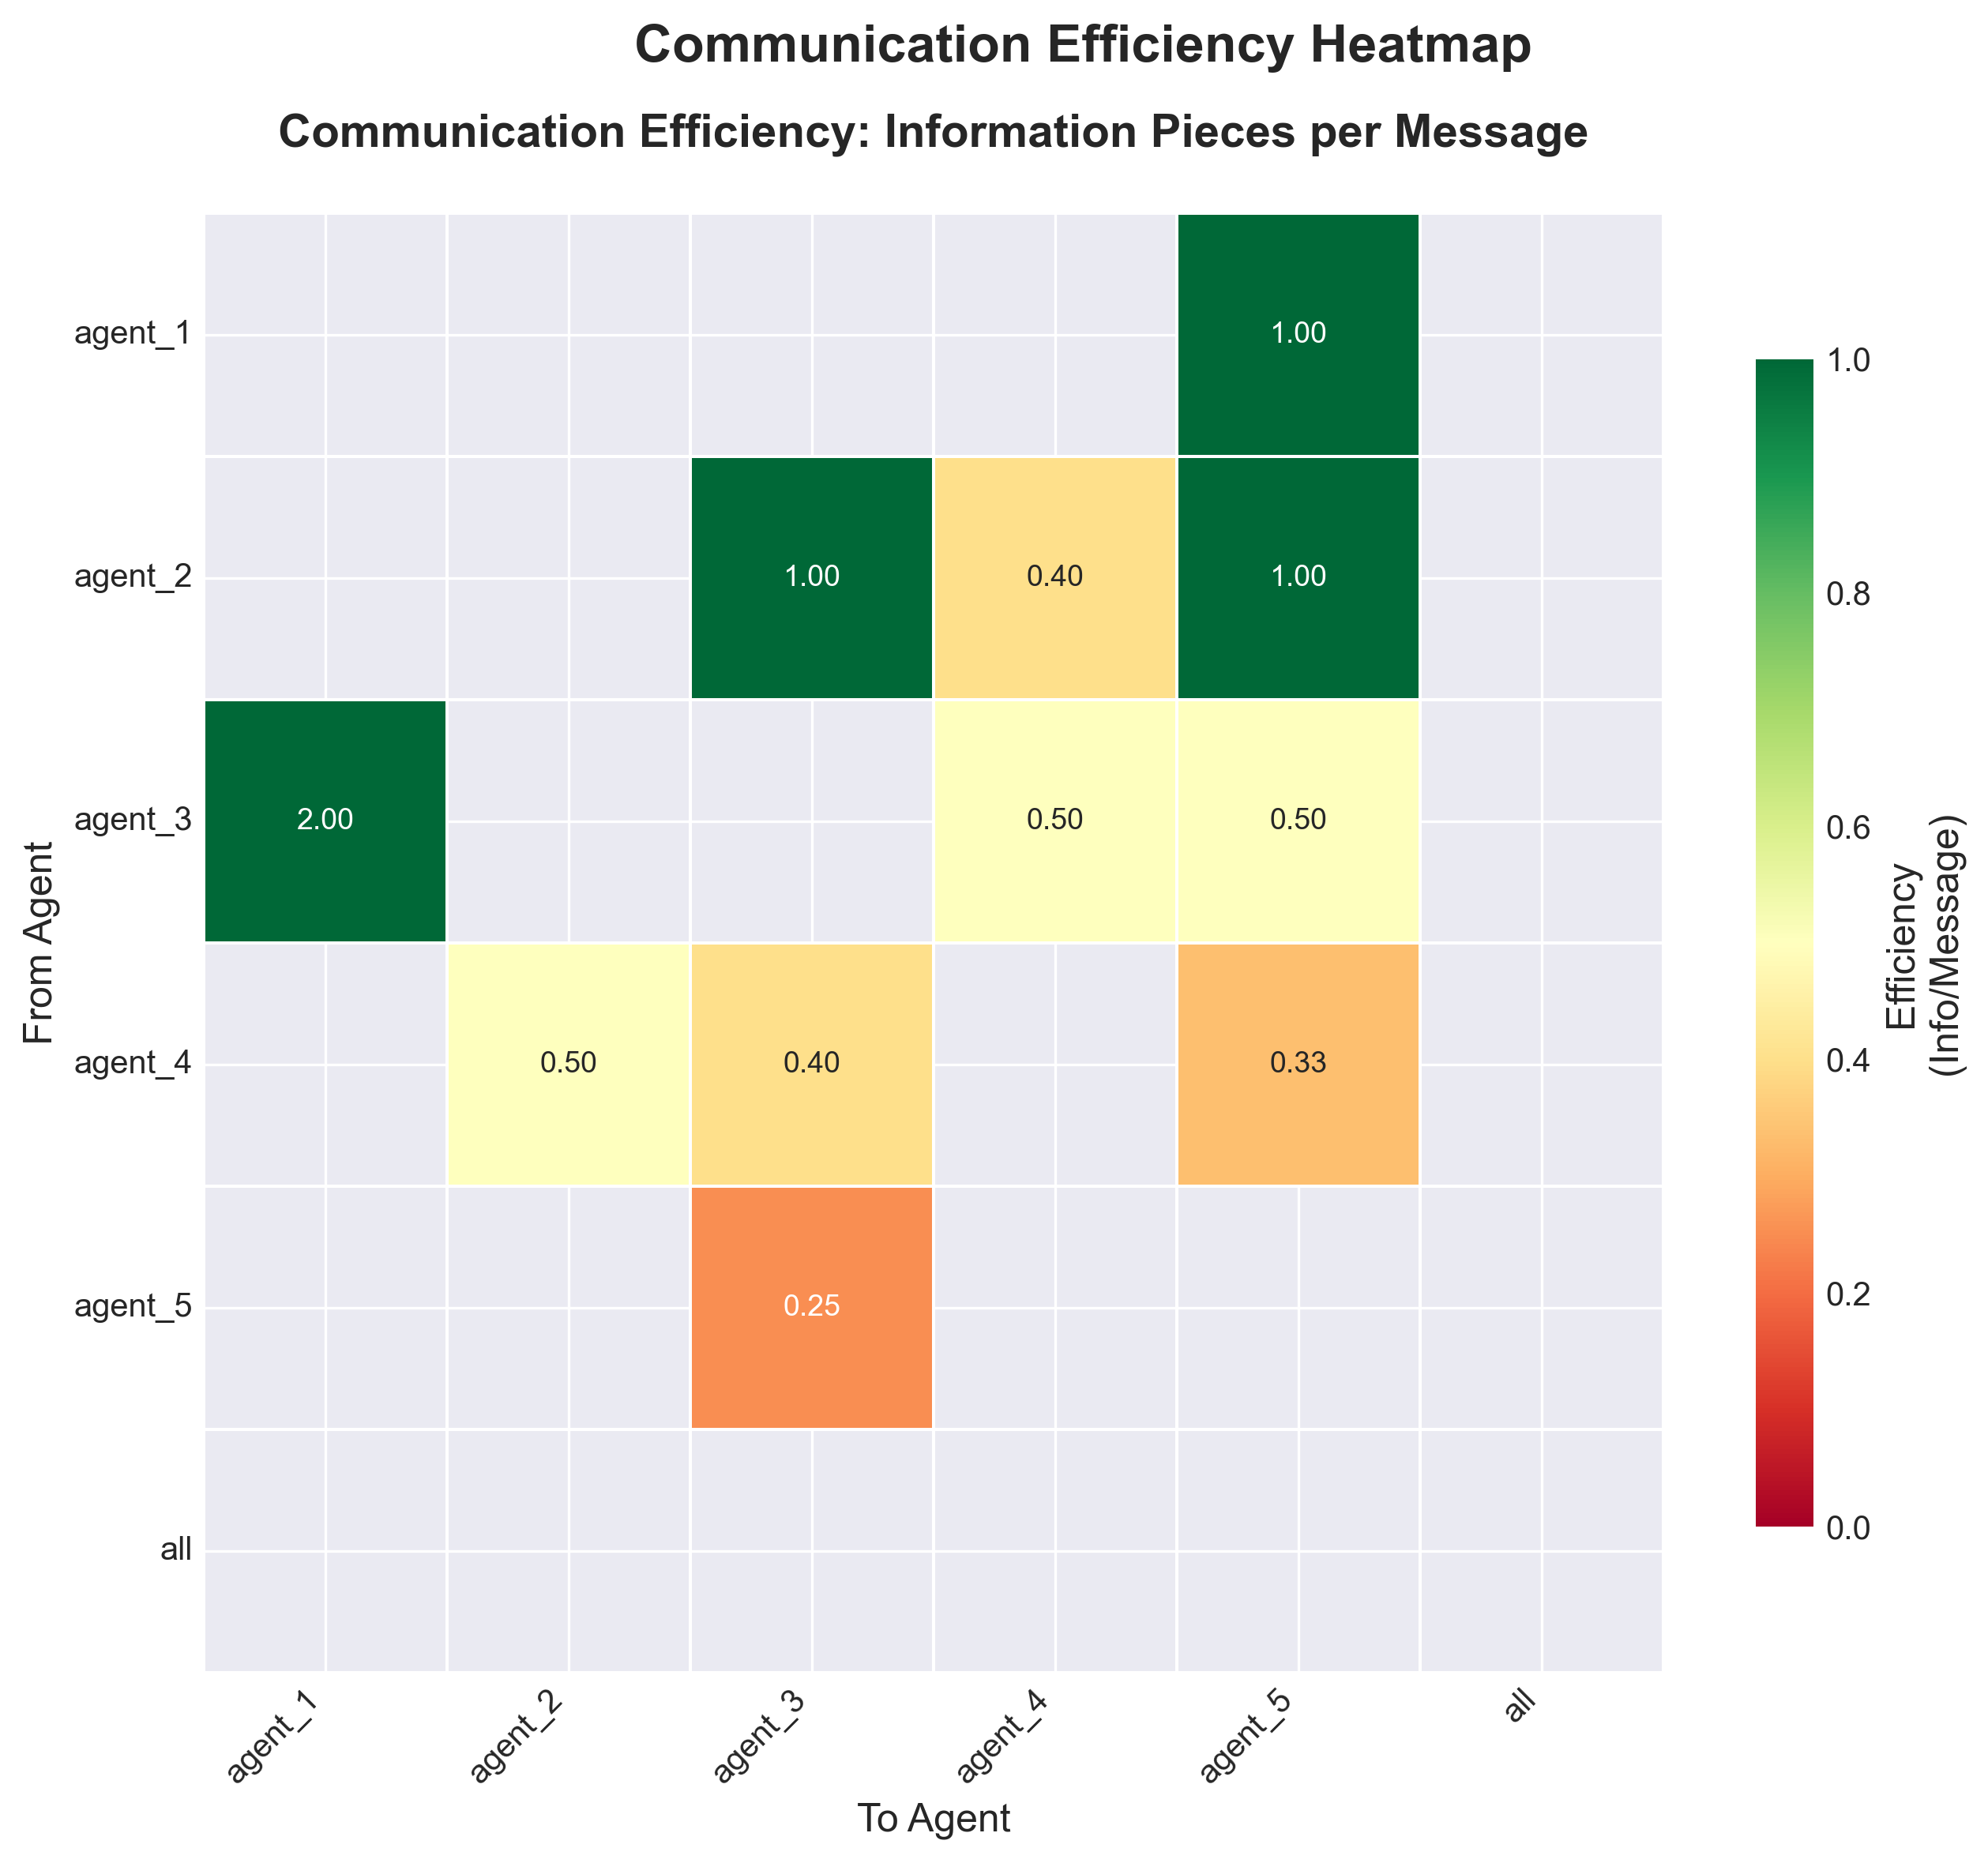 Communication Efficiency Heatmap
Communication Efficiency: Information Pieces per Message
agent_1
1.00
agent_2
1.00
0.40
1.00
agent_3
2.00
0.50
0.50
agent_4
0.50
0.40
0.33
agent_5
0.25
all
From Agent
agent_1
agent_2
agent_3
agent_4
agent_5
all
To Agent
1.0
0.8
0.6
0.4
0.2
0.0
Efficiency
(Info/Message)